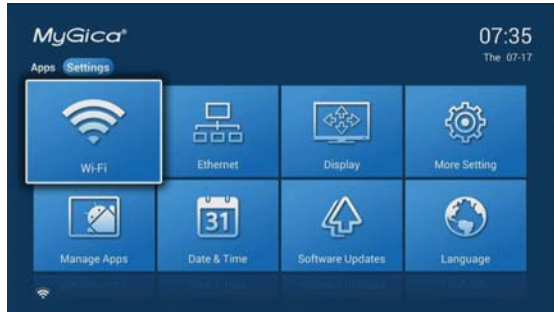 MyGica®
07:35
The 07-17
Apps Settings
Wi-Fi Ethernet Display More Setting
31
Manage Apps Date & Time Software Updates Language